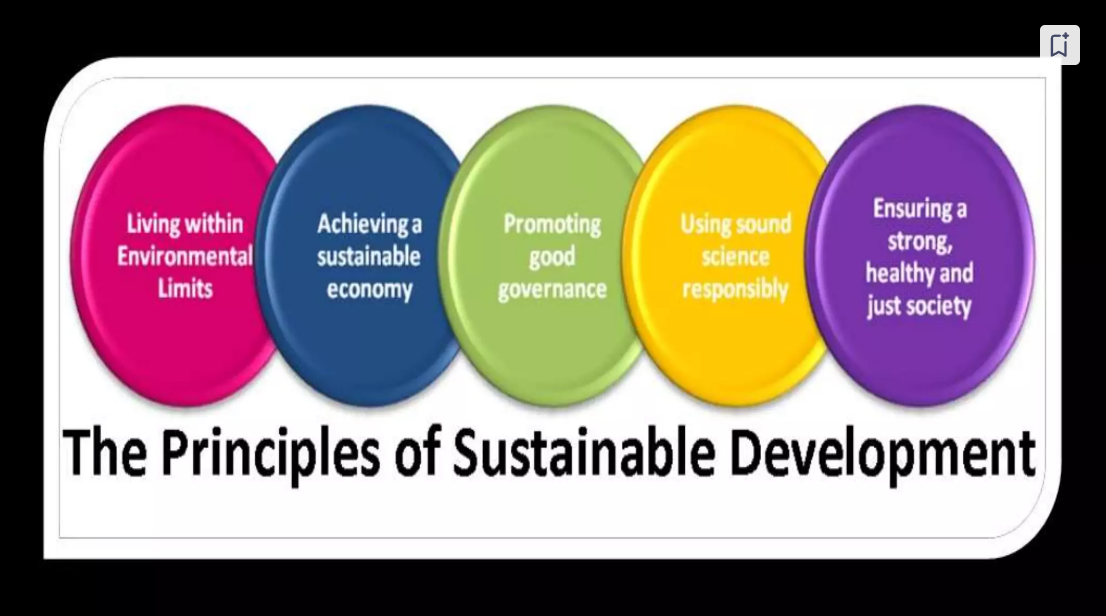 Living within
Environmental
Limits
Achieving a
sustainable
economy
Promoting
good
governance
Using sound
science
responsibly
Ensuring a
strong,
healthy and
just society
The Principles of Sustainable Development